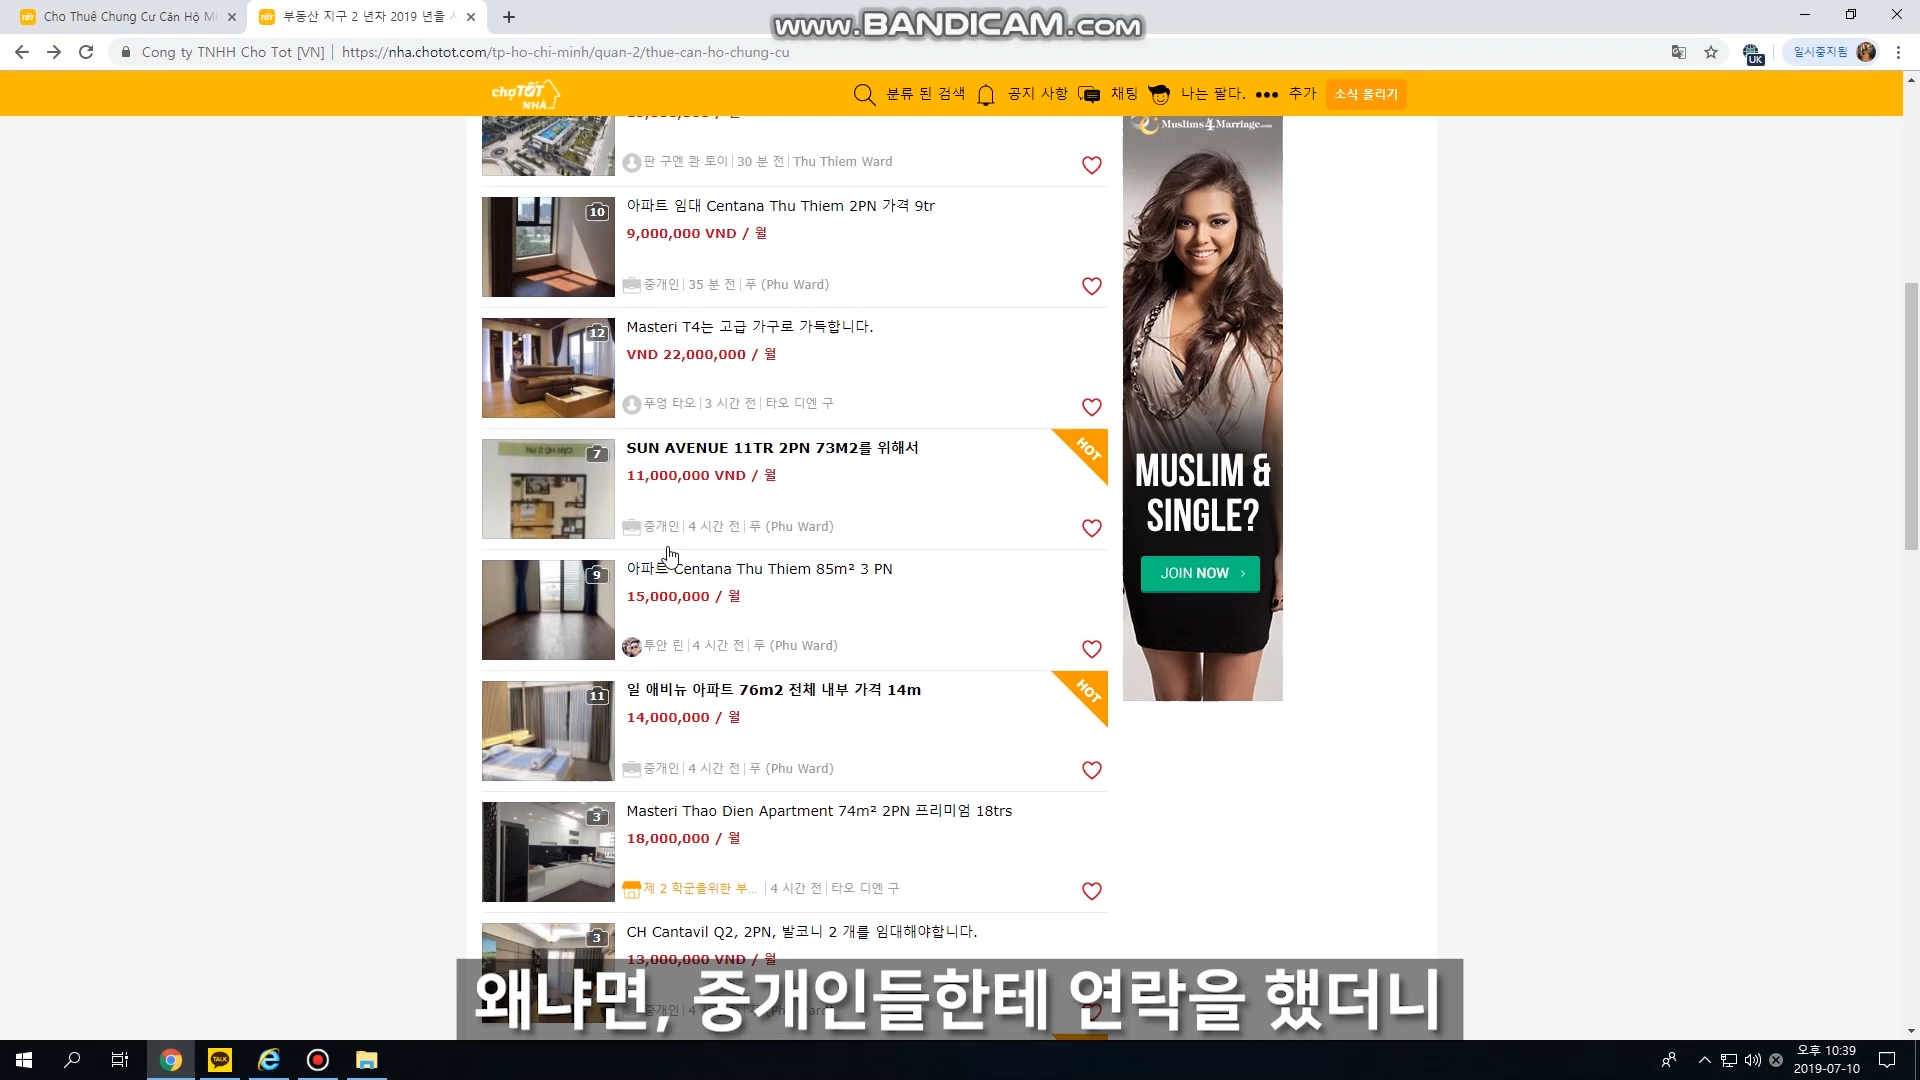 www.BANDICAM.com
Cho Thuê Chung Cư Căn Hộ Mi
부동산 지구 2 년차 2019 년을 시
Cong ty TNHH Cho Tot [VN] | https://nha.chotot.com/tp-ho-chi-minh/quan-2/thue-can-ho-chung-cu
UK
일시중지됨
chợTỐT
NHÀ
분류 된 검색
공지 사항
채팅
나는 팔다.
추가
소식 올리기
판 구엔 콴 토이 | 30 분 전 | Thu Thiem Ward
10
아파트 임대 Centana Thu Thiem 2PN 가격 9tr
9,000,000 VND / 월
중개인 | 35 분 전 | 푸 (Phu Ward)
12
Masteri T4는 고급 가구로 가득합니다.
VND 22,000,000 / 월
푸엉 타오 | 3 시간 전 | 타오 디엔 구
7
SUN AVENUE 11TR 2PN 73M2를 위해서
11,000,000 VND / 월
HOT
중개인 | 4 시간 전 | 푸 (Phu Ward)
9
아파트 Centana Thu Thiem 85m² 3 PN
15,000,000 / 월
투안 린 | 4 시간 전 | 푸 (Phu Ward)
11
일 애비뉴 아파트 76m2 전체 내부 가격 14m
14,000,000 / 월
HOT
중개인 | 4 시간 전 | 푸 (Phu Ward)
3
Masteri Thao Dien Apartment 74m² 2PN 프리미엄 18trs
18,000,000 / 월
제 2 학군을위한 부... | 4 시간 전 | 타오 디엔 구
3
CH Cantavil Q2, 2PN, 발코니 2 개를 임대해야합니다.
13,000,000 VND / 월
Muslims4Marriage.com
MUSLIM &
SINGLE?
JOIN NOW ›
왜냐면, 중개인들한테 연락을 했더니
TALK
오후 10:39
2019-07-10